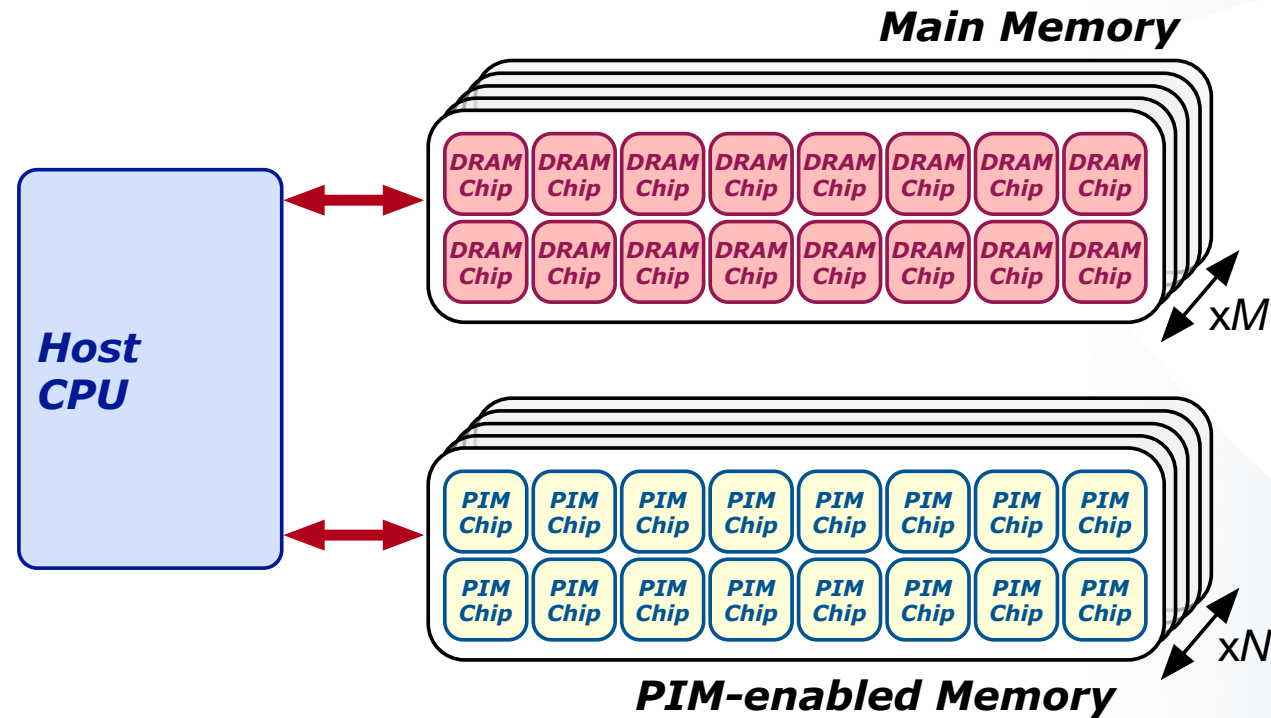 Main Memory
DRAM DRAM DRAM DRAM DRAM DRAM DRAM DRAM
Chip Chip Chip Chip Chip Chip Chip Chip
DRAM DRAM DRAM DRAM DRAM DRAM DRAM DRAM
Chip Chip Chip Chip Chip Chip Chip Chip
xM
Host
CPU
PIM PIM PIM PIM PIM PIM PIM PIM
Chip Chip Chip Chip Chip Chip Chip Chip
PIM PIM PIM PIM PIM PIM PIM PIM
Chip Chip Chip Chip Chip Chip Chip Chip
xN
PIM-enabled Memory